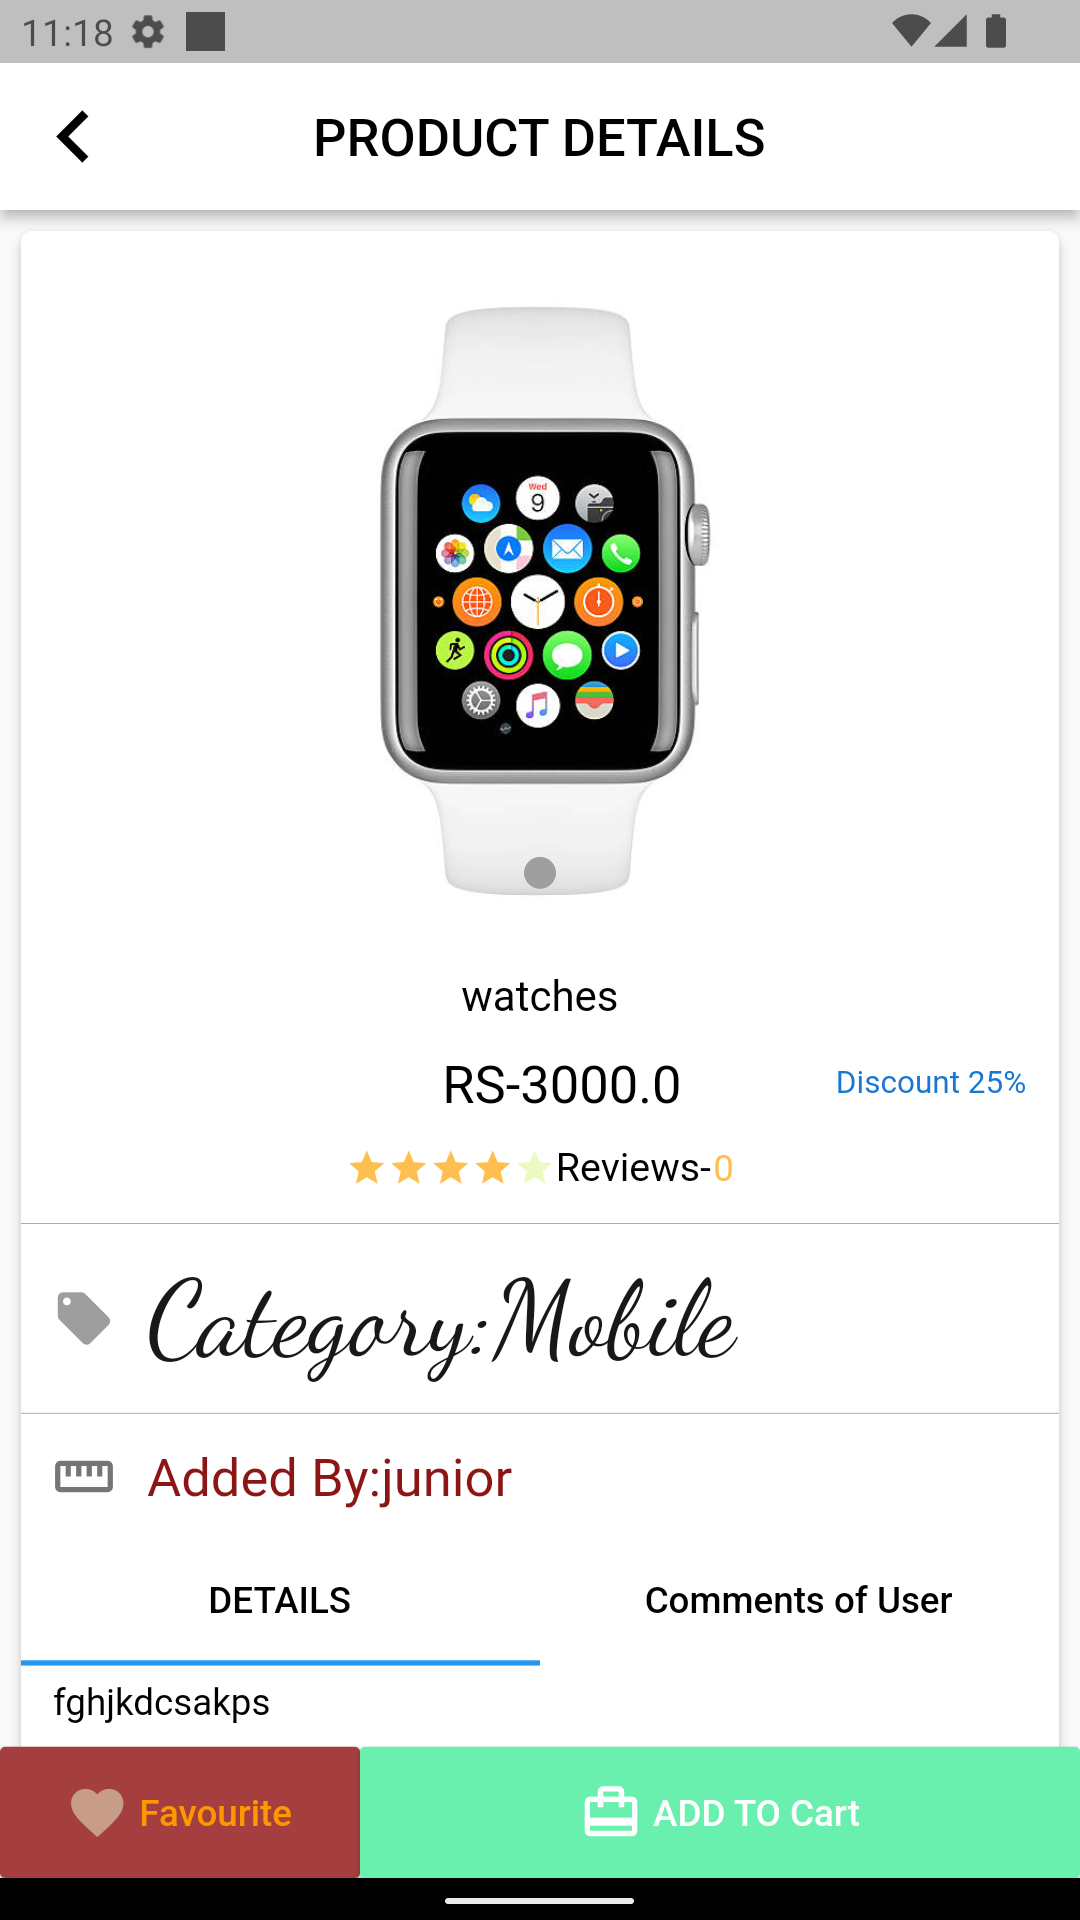 11:18
PRODUCT DETAILS
Wed
9
watches
RS-3000.0
Discount 25%
Reviews-0
Category:Mobile
Added By:junior
DETAILS
Comments of User
fghjkdcsakps
Favourite
ADD TO Cart